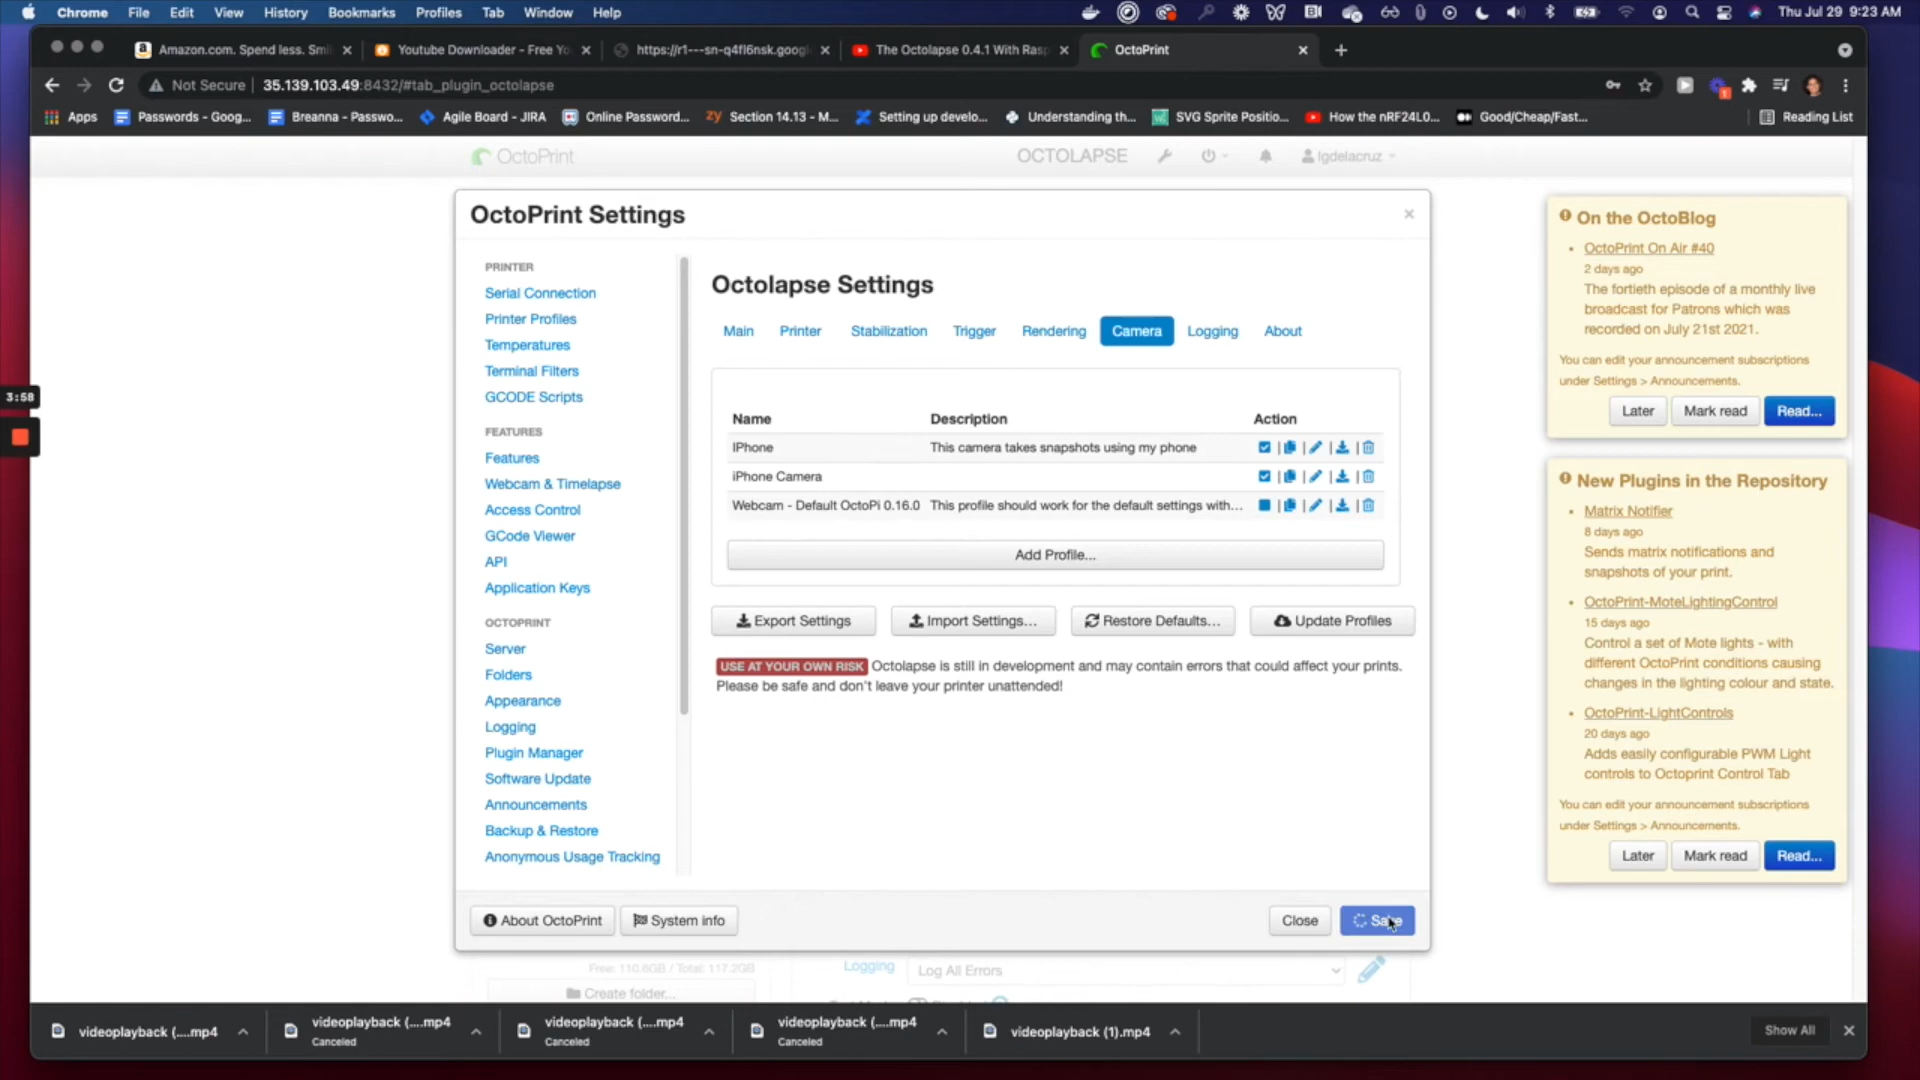 Chrome File Edit View History Bookmarks Profiles Tab Window Help
Thu Jul 29 9:23 AM
Amazon.com. Spend less. Smi
Youtube Downloader - Free Yo
https://r1---sn-q4fl6nsk.googl
The Octolapse 0.4.1 With Rasp
OctoPrint
Not Secure 35.139.103.49:8432/#tab_plugin_octolapse
1
Apps
Passwords - Goog...
Breanna - Passwo...
Agile Board - JIRA
Online Password...
Section 14.13 - M...
Setting up develo...
Understanding th...
SVG Sprite Positio...
How the nRF24L0...
Good/Cheap/Fast...
Reading List
OctoPrint
OCTOLAPSE
lgdelacruz
3:58
OctoPrint Settings
PRINTER
Serial Connection
Printer Profiles
Temperatures
Terminal Filters
GCODE Scripts
FEATURES
Features
Webcam & Timelapse
Access Control
GCode Viewer
API
Application Keys
OCTOPRINT
Server
Folders
Appearance
Logging
Plugin Manager
Software Update
Announcements
Backup & Restore
Anonymous Usage Tracking
Octolapse Settings
Main Printer Stabilization Trigger Rendering Camera Logging About
Name Description Action
IPhone This camera takes snapshots using my phone
iPhone Camera
Webcam - Default OctoPi 0.16.0 This profile should work for the default settings with...
Add Profile...
Export Settings Import Settings... Restore Defaults... Update Profiles
USE AT YOUR OWN RISK Octolapse is still in development and may contain errors that could affect your prints.
Please be safe and don't leave your printer unattended!
About OctoPrint System info Close Save
Free: 110.6GB / Total: 117.2GB
Create folder...
Logging Log All Errors
On the OctoBlog
OctoPrint On Air #40
2 days ago
The fortieth episode of a monthly live
broadcast for Patrons which was
recorded on July 21st 2021.
You can edit your announcement subscriptions
under Settings > Announcements.
Later Mark read Read...
New Plugins in the Repository
Matrix Notifier
8 days ago
Sends matrix notifications and
snapshots of your print.
OctoPrint-MoteLightingControl
15 days ago
Control a set of Mote lights - with
different OctoPrint conditions causing
changes in the lighting colour and state.
OctoPrint-LightControls
20 days ago
Adds easily configurable PWM Light
controls to Octoprint Control Tab
You can edit your announcement subscriptions
under Settings > Announcements.
Later Mark read Read...
videoplayback (....mp4
videoplayback (....mp4
Canceled
videoplayback (....mp4
Canceled
videoplayback (....mp4
Canceled
videoplayback (1).mp4
Show All